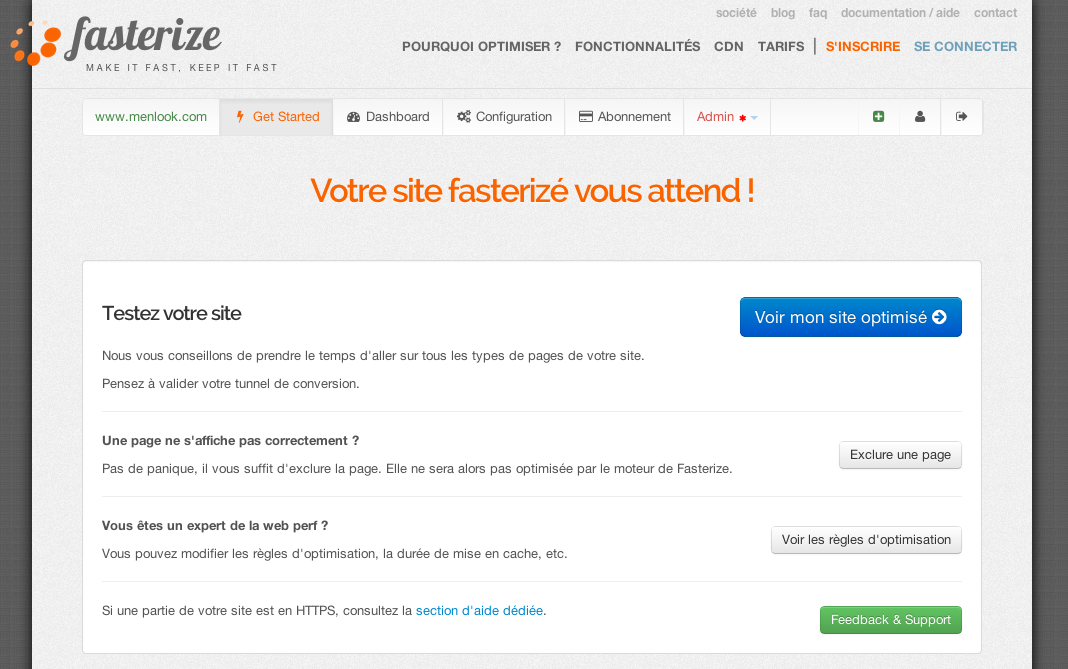 société blog faq documentation / aide contact
fasterize
MAKE IT FAST, KEEP IT FAST
POURQUOI OPTIMISER ? FONCTIONNALITÉS CDN TARIFS | S'INSCRIRE SE CONNECTER
www.menlook.com Get Started Dashboard Configuration Abonnement Admin
Votre site fasterizé vous attend !
Testez votre site
Voir mon site optimisé
Nous vous conseillons de prendre le temps d'aller sur tous les types de pages de votre site.
Pensez à valider votre tunnel de conversion.
Une page ne s'affiche pas correctement ?
Pas de panique, il vous suffit d'exclure la page. Elle ne sera alors pas optimisée par le moteur de Fasterize.
Exclure une page
Vous êtes un expert de la web perf ?
Vous pouvez modifier les règles d'optimisation, la durée de mise en cache, etc.
Voir les règles d'optimisation
Si une partie de votre site est en HTTPS, consultez la section d'aide dédiée.
Feedback & Support